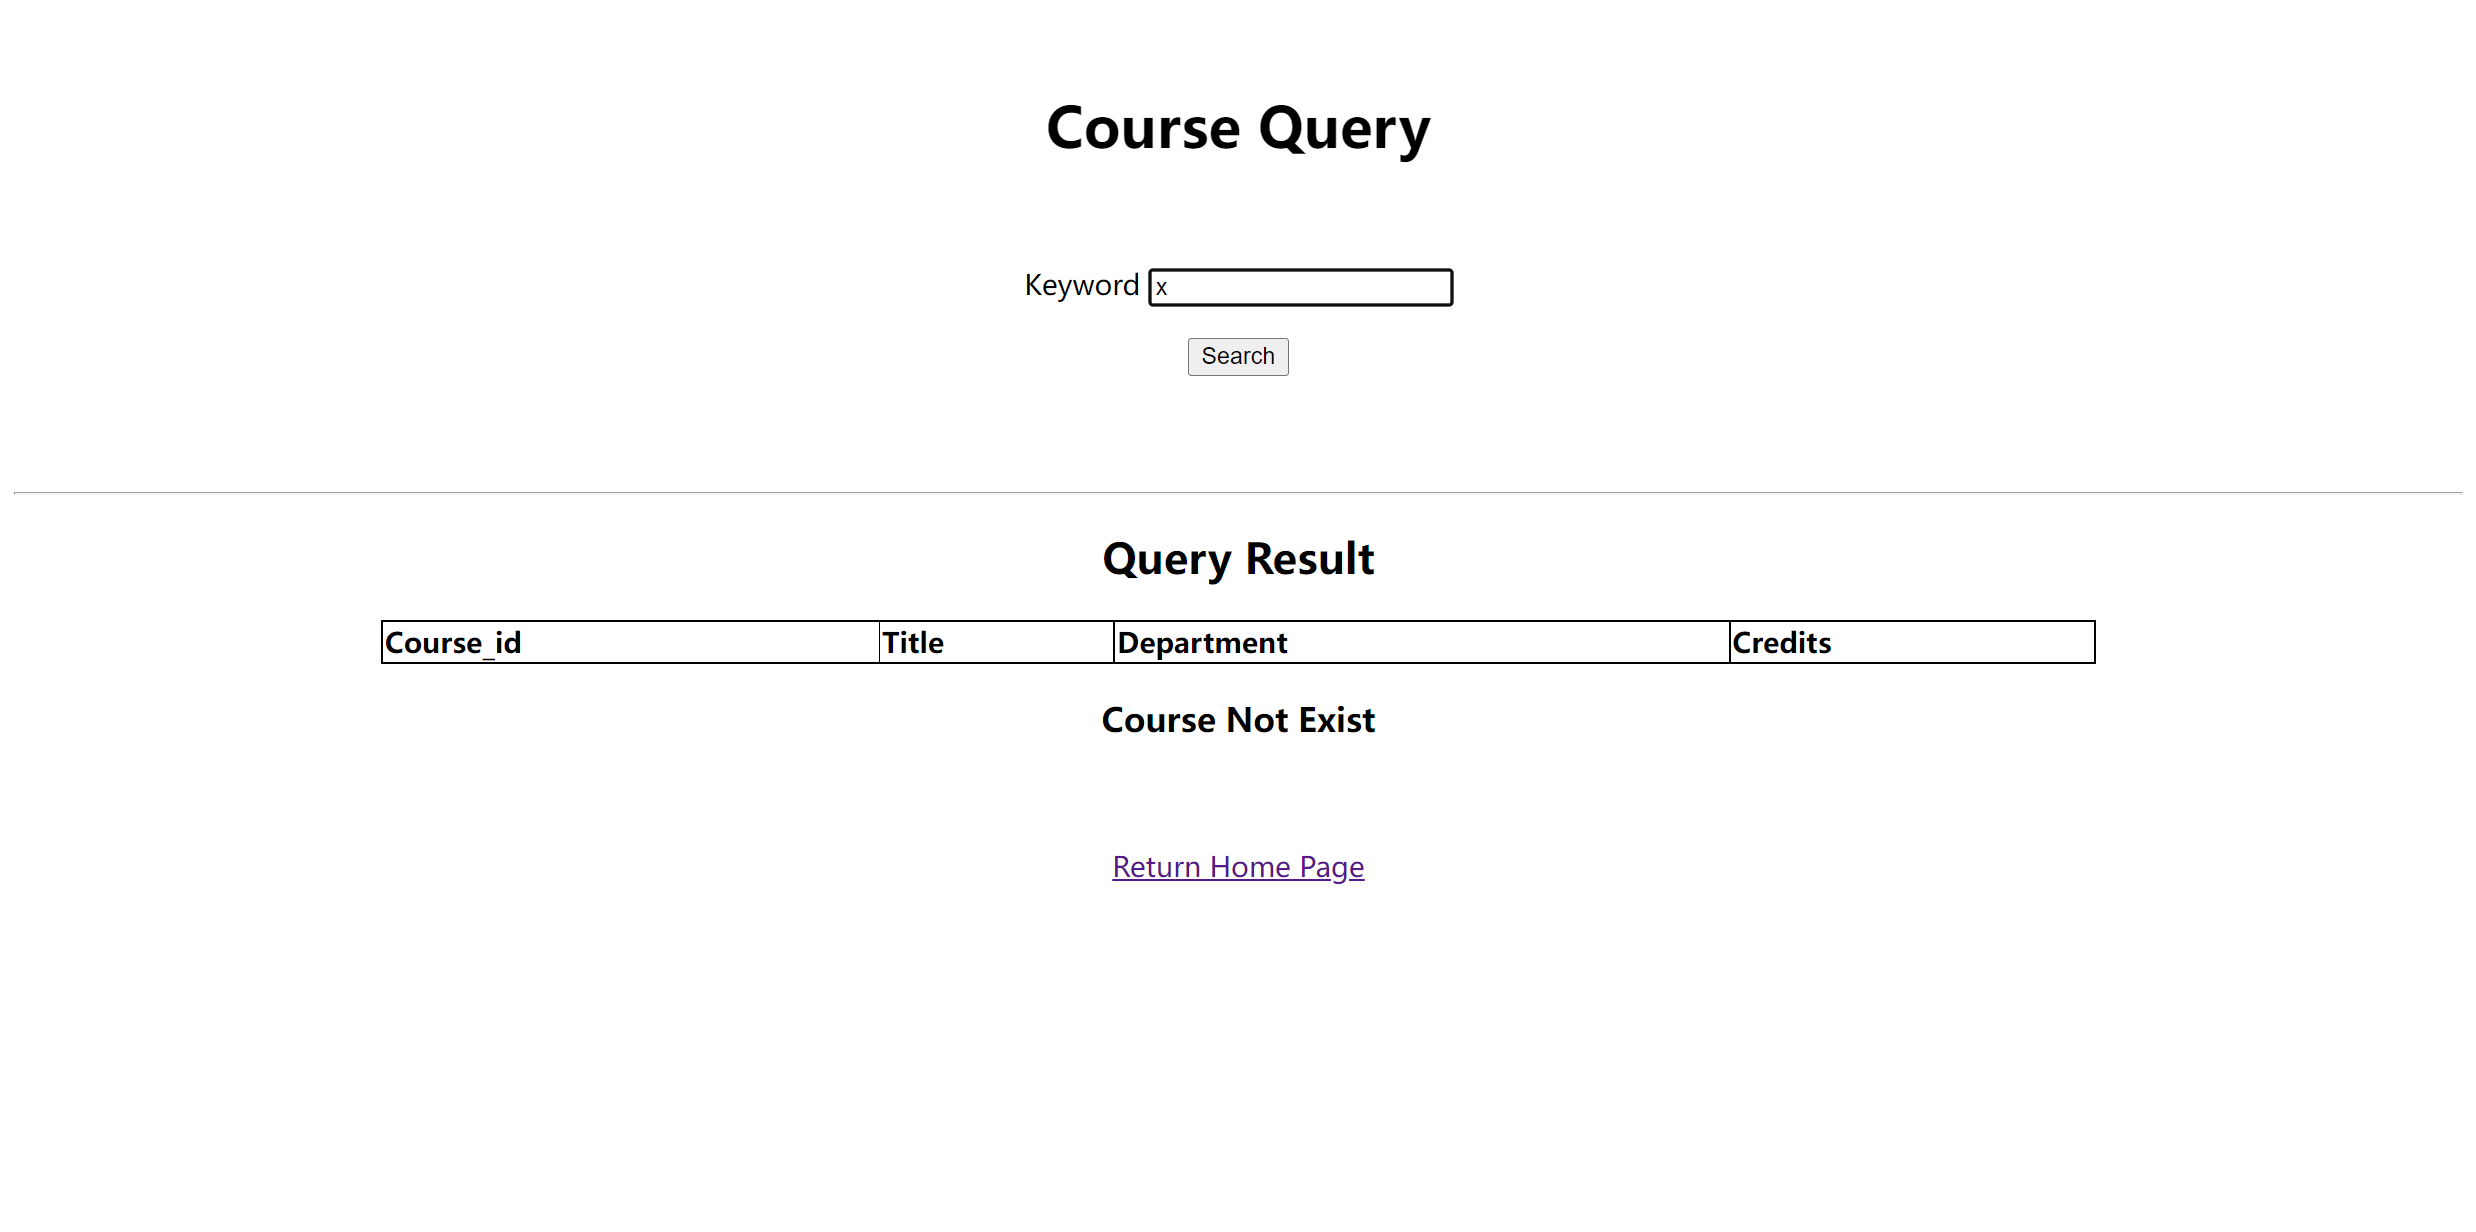 Course Query
Keyword x
Search
Query Result
Course_id Title Department Credits
Course Not Exist
Return Home Page